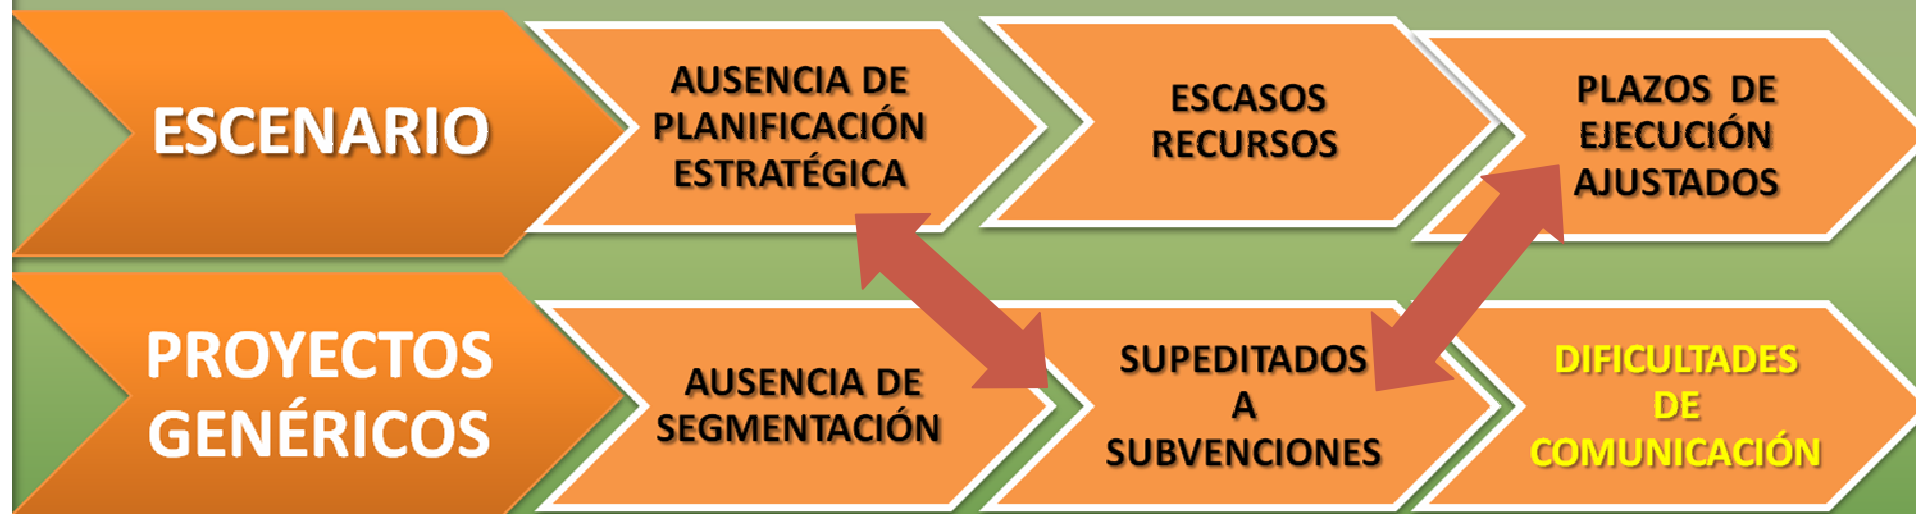 ESCENARIO
AUSENCIA DE
PLANIFICACIÓN
ESTRATÉGICA
ESCASOS
RECURSOS
PLAZOS DE
EJECUCIÓN
AJUSTADOS
PROYECTOS
GENÉRICOS
AUSENCIA DE
SEGMENTACIÓN
SUPEDITADOS
A
SUBVENCIONES
DIFICULTADES
DE
COMUNICACIÓN